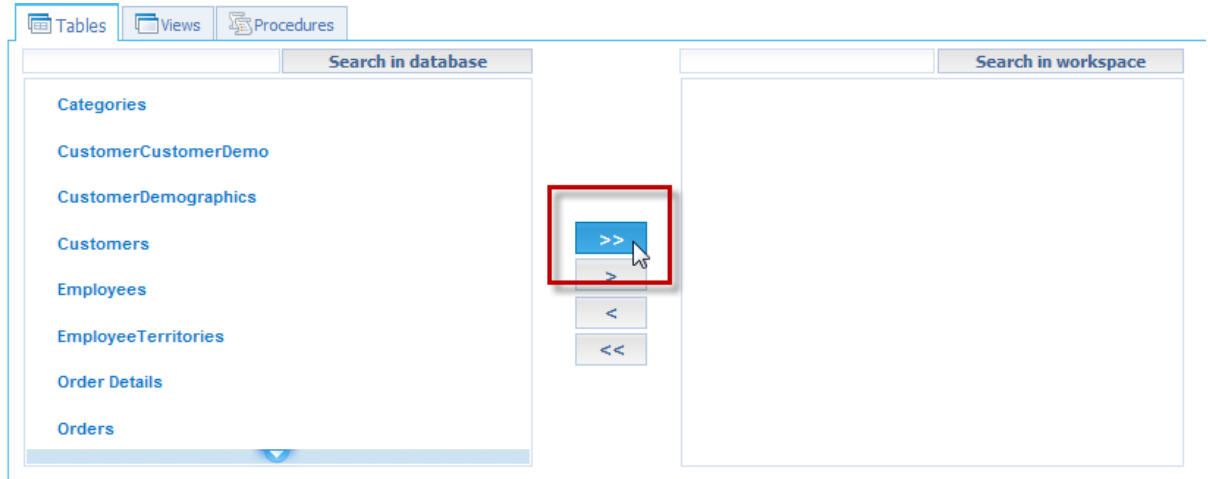 Tables Views Procedures
Search in database Search in workspace
Categories
CustomerCustomerDemo
CustomerDemographics
Customers
>>
Employees
>
<
EmployeeTerritories
<<
Order Details
Orders